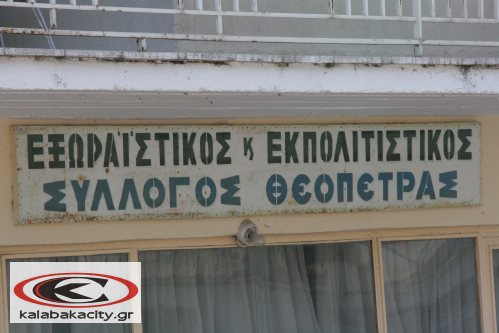 ΕΞΩΡΑΪΣΤΙΚΟΣ κ ΕΚΠΟΛΙΤΙΣΤΙΚΟΣ
ΣΥΛΛΟΓΟΣ ΘΕΟΠΕΤΡΑΣ
kalabakacity.gr